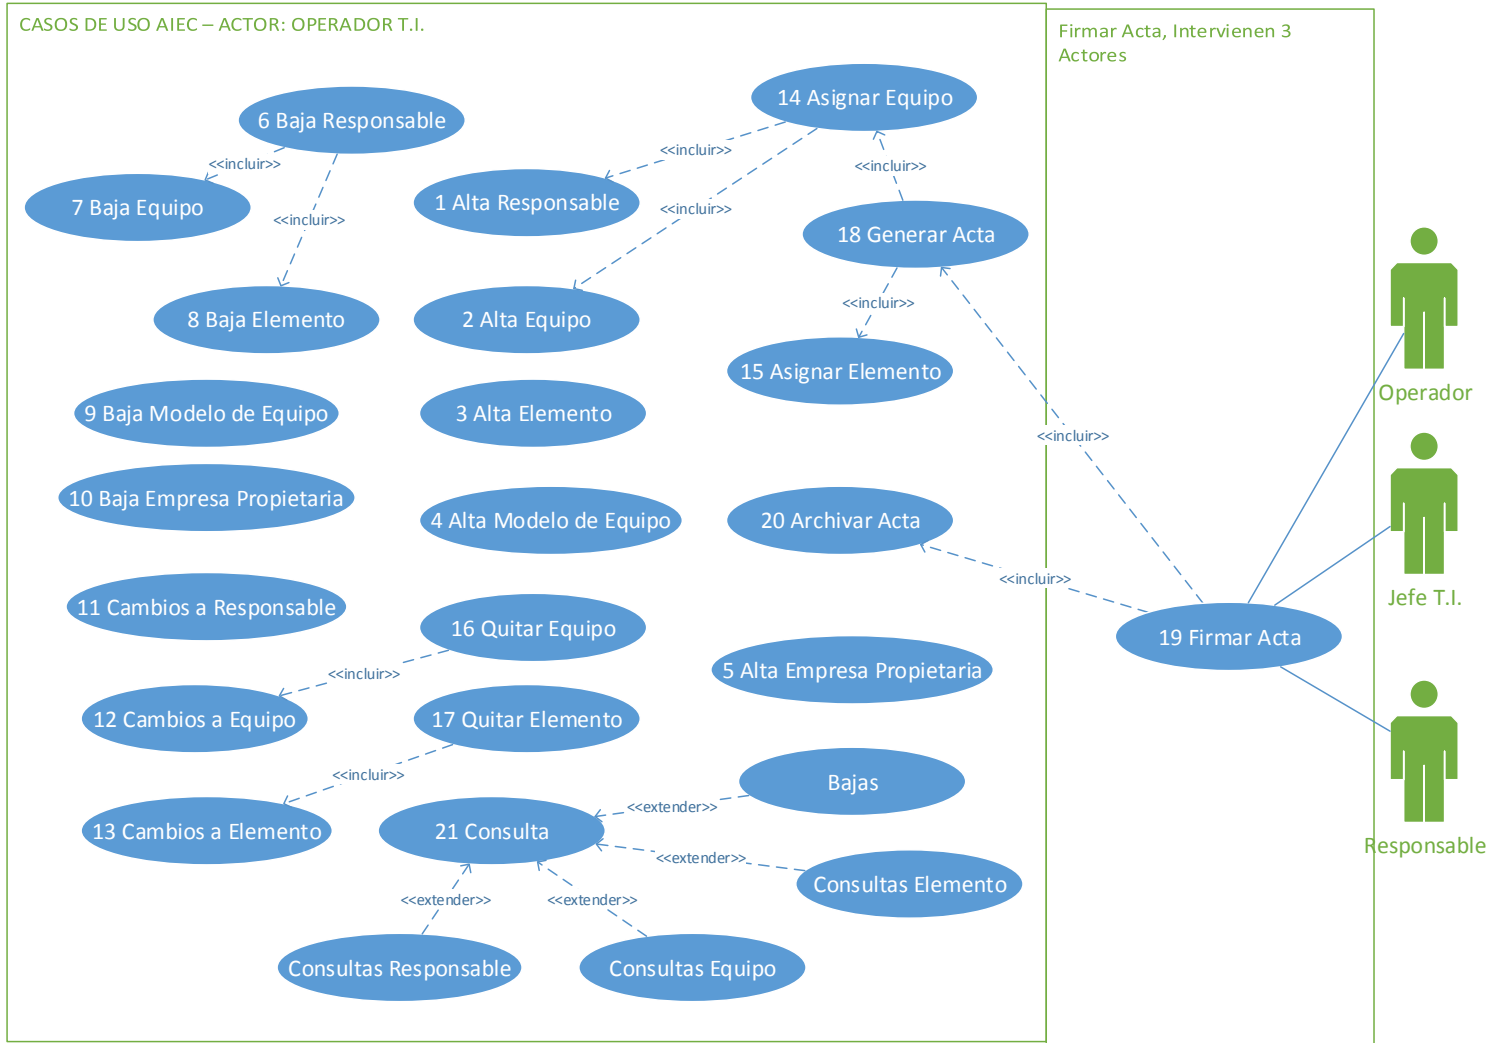 CASOS DE USO AIEC – ACTOR: OPERADOR T.I.
Firmar Acta, Intervienen 3
Actores
14 Asignar Equipo
6 Baja Responsable
<<incluir>>
<<incluir>>
<<incluir>>
7 Baja Equipo
1 Alta Responsable
<<incluir>>
<<incluir>>
18 Generar Acta
<<incluir>>
8 Baja Elemento
2 Alta Equipo
15 Asignar Elemento
Operador
9 Baja Modelo de Equipo
3 Alta Elemento
<<incluir>>
10 Baja Empresa Propietaria
4 Alta Modelo de Equipo
20 Archivar Acta
<<incluir>>
Jefe T.I.
11 Cambios a Responsable
16 Quitar Equipo
19 Firmar Acta
<<incluir>>
5 Alta Empresa Propietaria
12 Cambios a Equipo
17 Quitar Elemento
<<incluir>>
Bajas
<<extender>>
13 Cambios a Elemento
21 Consulta
Responsable
<<extender>>
Consultas Elemento
<<extender>>
<<extender>>
Consultas Responsable
Consultas Equipo